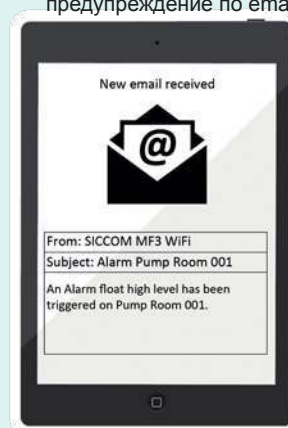 предупреждение по ema
New email received
@
From: SICCOM MF3 WiFi
Subject: Alarm Pump Room 001
An Alarm float high level has been
triggered on Pump Room 001.